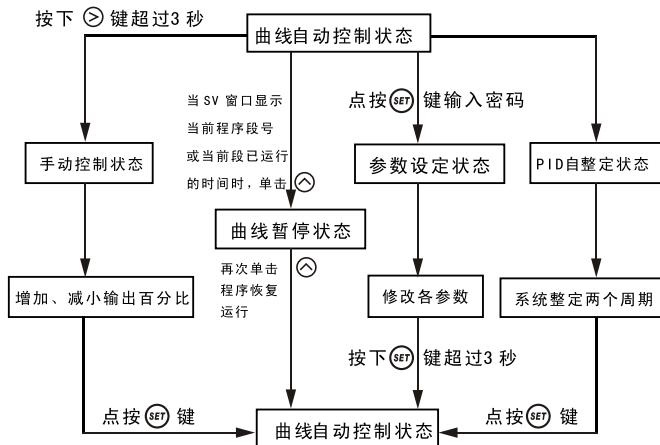 按下 > 键超过3 秒
曲线自动控制状态
当 SV 窗口显示
当前程序段号
或当前段已运行
的时间时，单击
点按 SET 键输入密码
手动控制状态
参数设定状态
PID自整定状态
曲线暂停状态
再次单击
程序恢复
运行
增加、减小输出百分比
修改各参数
系统整定两个周期
按下 SET 键超过3 秒
点按 SET 键
点按 SET 键
曲线自动控制状态